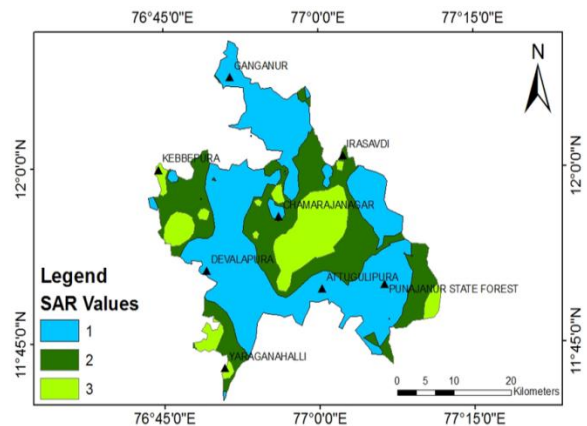 76°45'0"E 77°0'0"E 77°15'0"E
N
GANGANUR
IRASAVDI
KEBBEPURA
12°0'0"N
12°0'0"N
CHAMARAJANAGAR
DEVALAPURA
ATTUGULIPURA
PUNAJANUR STATE FOREST
Legend
SAR Values
1
2
3
11°45'0"N
11°45'0"N
YARAGANAHALLI
0 5 10 20
Kilometers
76°45'0"E 77°0'0"E 77°15'0"E